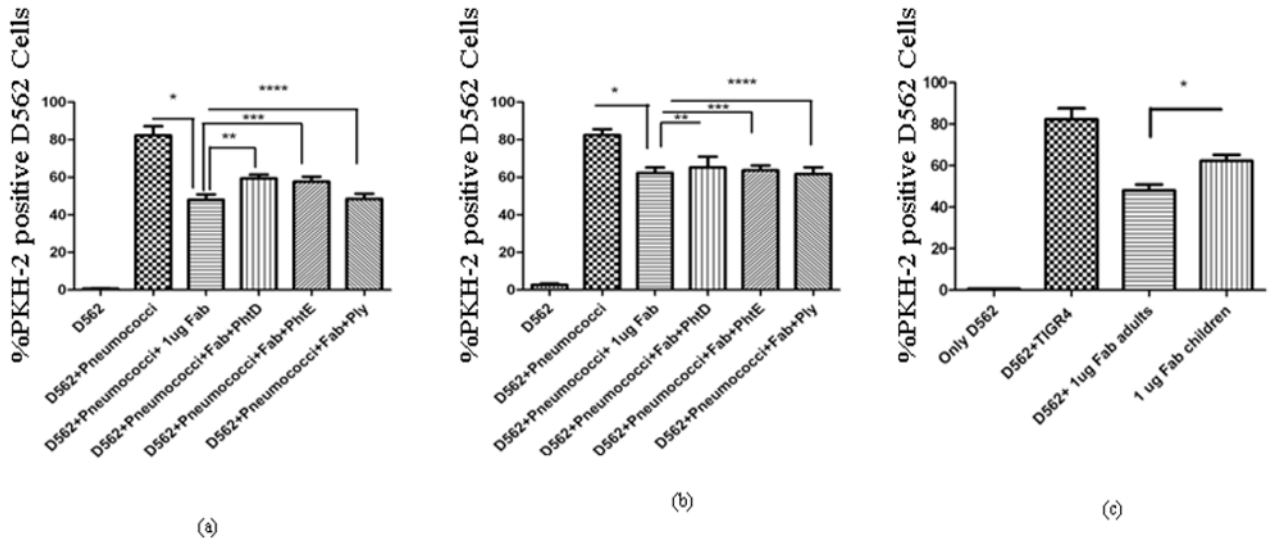 %PKH-2 positive D562 Cells
100
80
60
40
20
0
*
**
***
****
D562
D562+Pneumococci
D562+Pneumococci+ 1ug Fab
D562+Pneumococci+Fab+PhtD
D562+Pneumococci+Fab+PhtE
D562+Pneumococci+Fab+Ply
(a)
%PKH-2 positive D562 Cells
100
80
60
40
20
0
*
**
***
****
D562
D562+Pneumococci
D562+Pneumococci+ 1ug Fab
D562+Pneumococci+Fab+PhtD
D562+Pneumococci+Fab+PhtE
D562+Pneumococci+Fab+Ply
(b)
%PKH-2 positive D562 Cells
100
80
60
40
20
0
*
Only D562
D562+TIGR4
D562+ 1ug Fab adults
1 ug Fab children
(c)